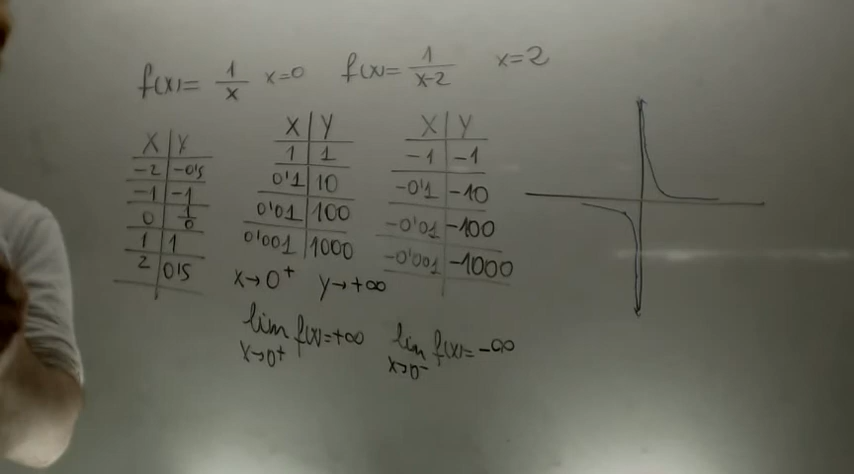 f(x)= 1/x x=0 f(x)= 1/x-2 x=2
X | Y
-2 | -0'5
-1 | -1
0 | 1/0
1 | 1
2 | 0'5
X | Y
1 | 1
0'1 | 10
0'01 | 100
0'001 | 1000
X | Y
-1 | -1
-0'1 | -10
-0'01 | -100
-0'001 | -1000
x→0⁺ y→+∞
lim f(x)=+∞ lim f(x)=-∞
x→0⁺ x→0⁻